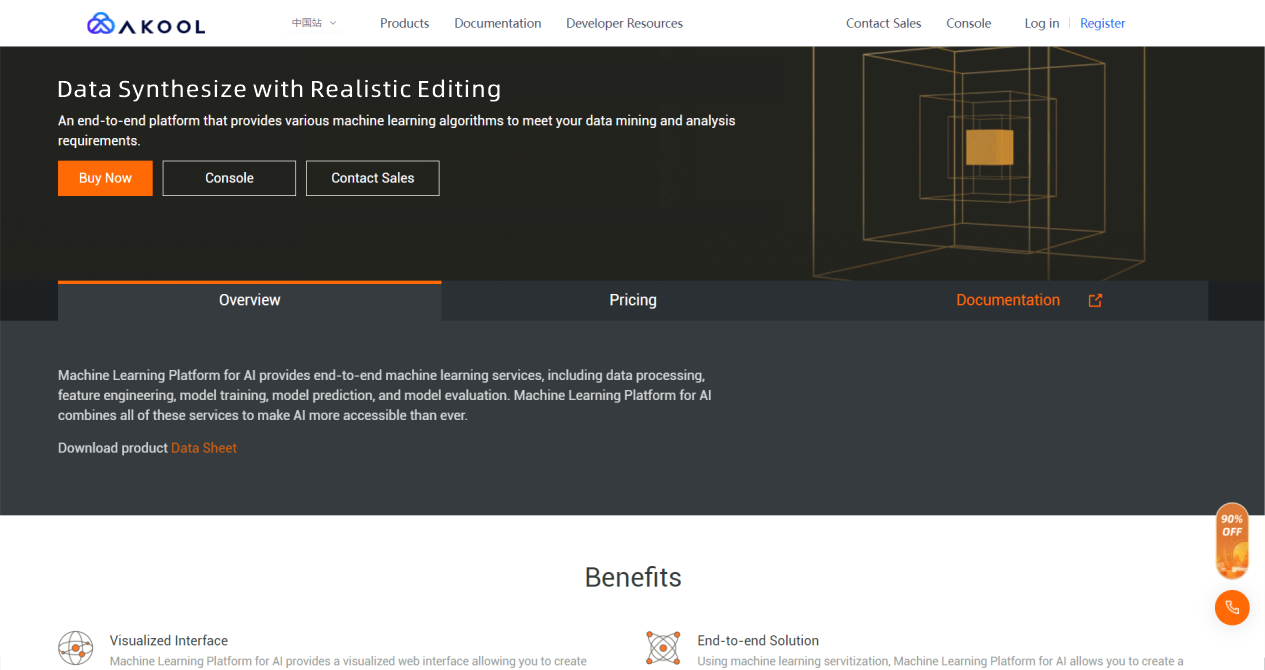 AKOOL
中国站
Products
Documentation
Developer Resources
Contact Sales
Console
Log in
Register
Data Synthesize with Realistic Editing
An end-to-end platform that provides various machine learning algorithms to meet your data mining and analysis
requirements.
Buy Now
Console
Contact Sales
Overview
Pricing
Documentation
Machine Learning Platform for AI provides end-to-end machine learning services, including data processing,
feature engineering, model training, model prediction, and model evaluation. Machine Learning Platform for AI
combines all of these services to make AI more accessible than ever.
Download product Data Sheet
90%
OFF
Benefits
Visualized Interface
Machine Learning Platform for AI provides a visualized web interface allowing you to create
End-to-end Solution
Using machine learning servitization, Machine Learning Platform for AI allows you to create a